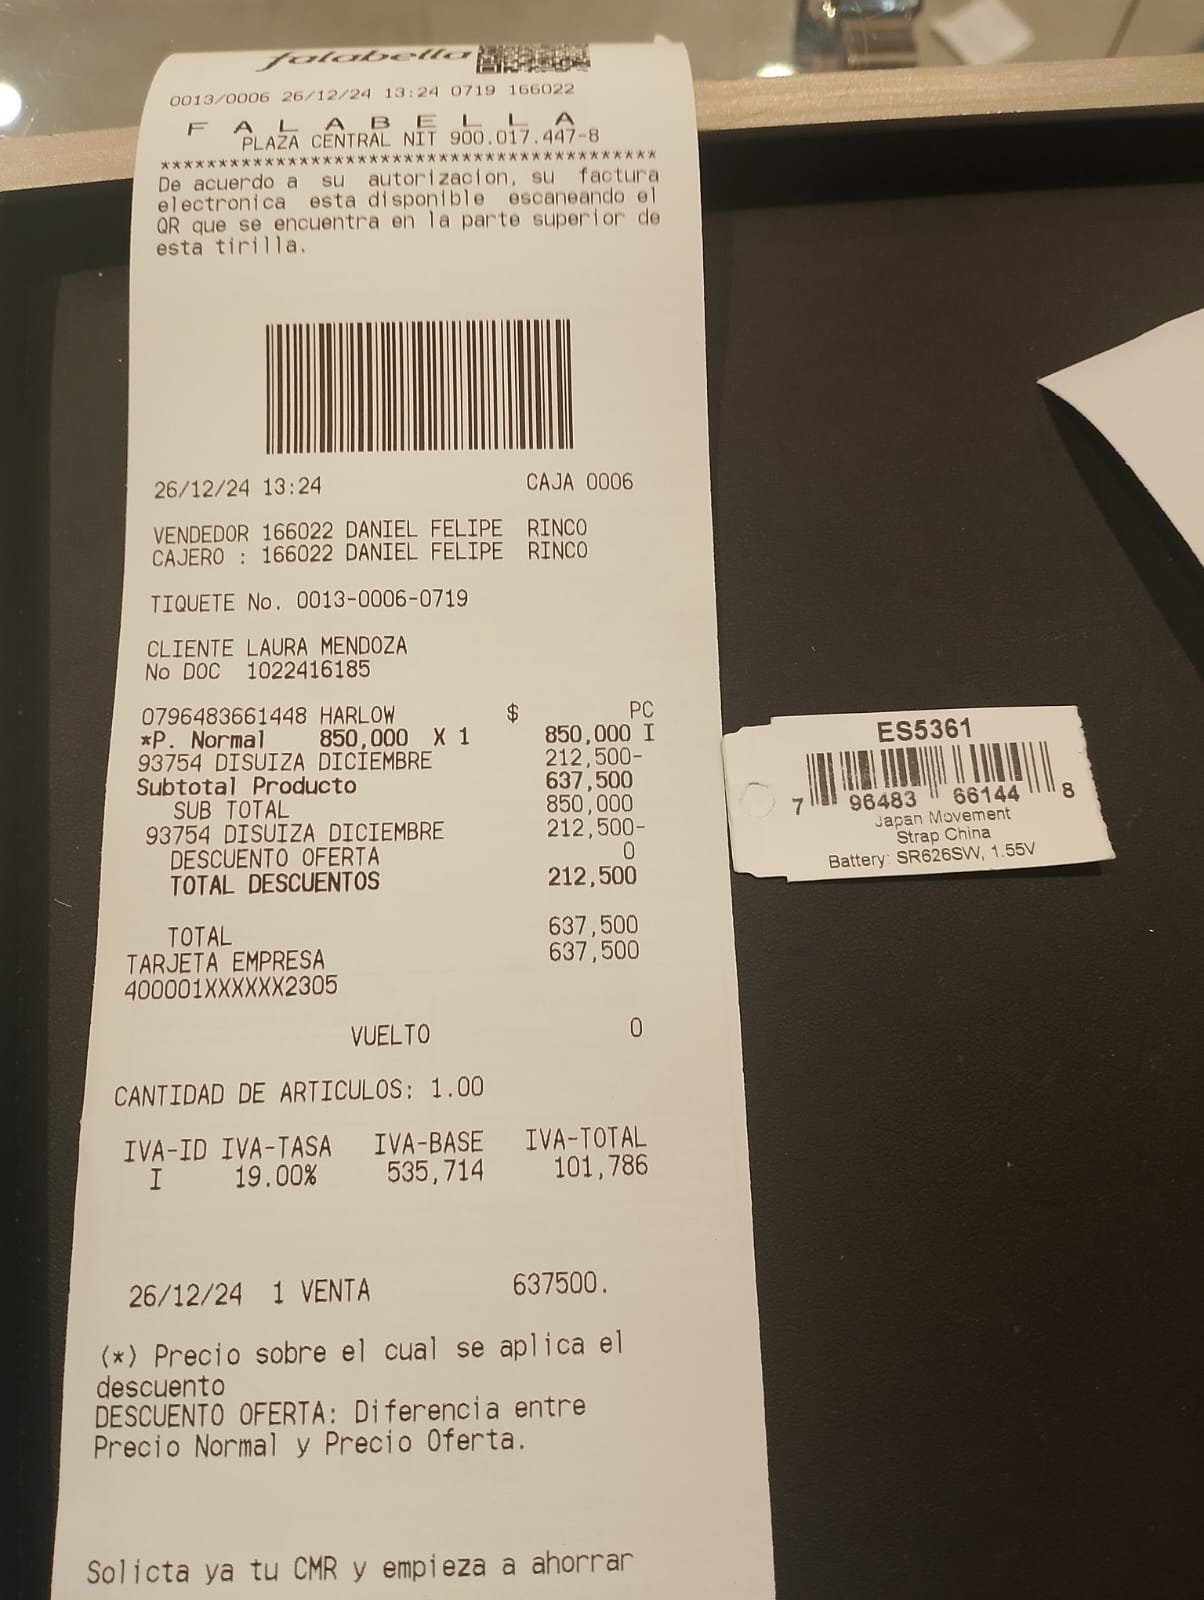 falabella
0013/0006 26/12/24 13:24 0719 166022
F A L A B E L L A
PLAZA CENTRAL NIT 900.017.447-8
******************************************
De acuerdo a su autorizacion, su factura
electronica esta disponible escaneando el
QR que se encuentra en la parte superior de
esta tirilla.
26/12/24 13:24 CAJA 0006
VENDEDOR 166022 DANIEL FELIPE RINCO
CAJERO : 166022 DANIEL FELIPE RINCO
TIQUETE No. 0013-0006-0719
CLIENTE LAURA MENDOZA
No DOC 1022416185
0796483661448 HARLOW $ PC
*P. Normal 850,000 X 1 850,000 I
93754 DISUIZA DICIEMBRE 212,500-
Subtotal Producto 637,500
SUB TOTAL 850,000
93754 DISUIZA DICIEMBRE 212,500-
DESCUENTO OFERTA 0
TOTAL DESCUENTOS 212,500
TOTAL 637,500
TARJETA EMPRESA 637,500
400001XXXXXX2305
VUELTO 0
CANTIDAD DE ARTICULOS: 1.00
IVA-ID IVA-TASA IVA-BASE IVA-TOTAL
I 19.00% 535,714 101,786
26/12/24 1 VENTA 637500.
(*) Precio sobre el cual se aplica el
descuento
DESCUENTO OFERTA: Diferencia entre
Precio Normal y Precio Oferta.
Solicta ya tu CMR y empieza a ahorrar
ES5361
7 96483 66144 8
Japan Movement
Strap China
Battery: SR626SW, 1.55V